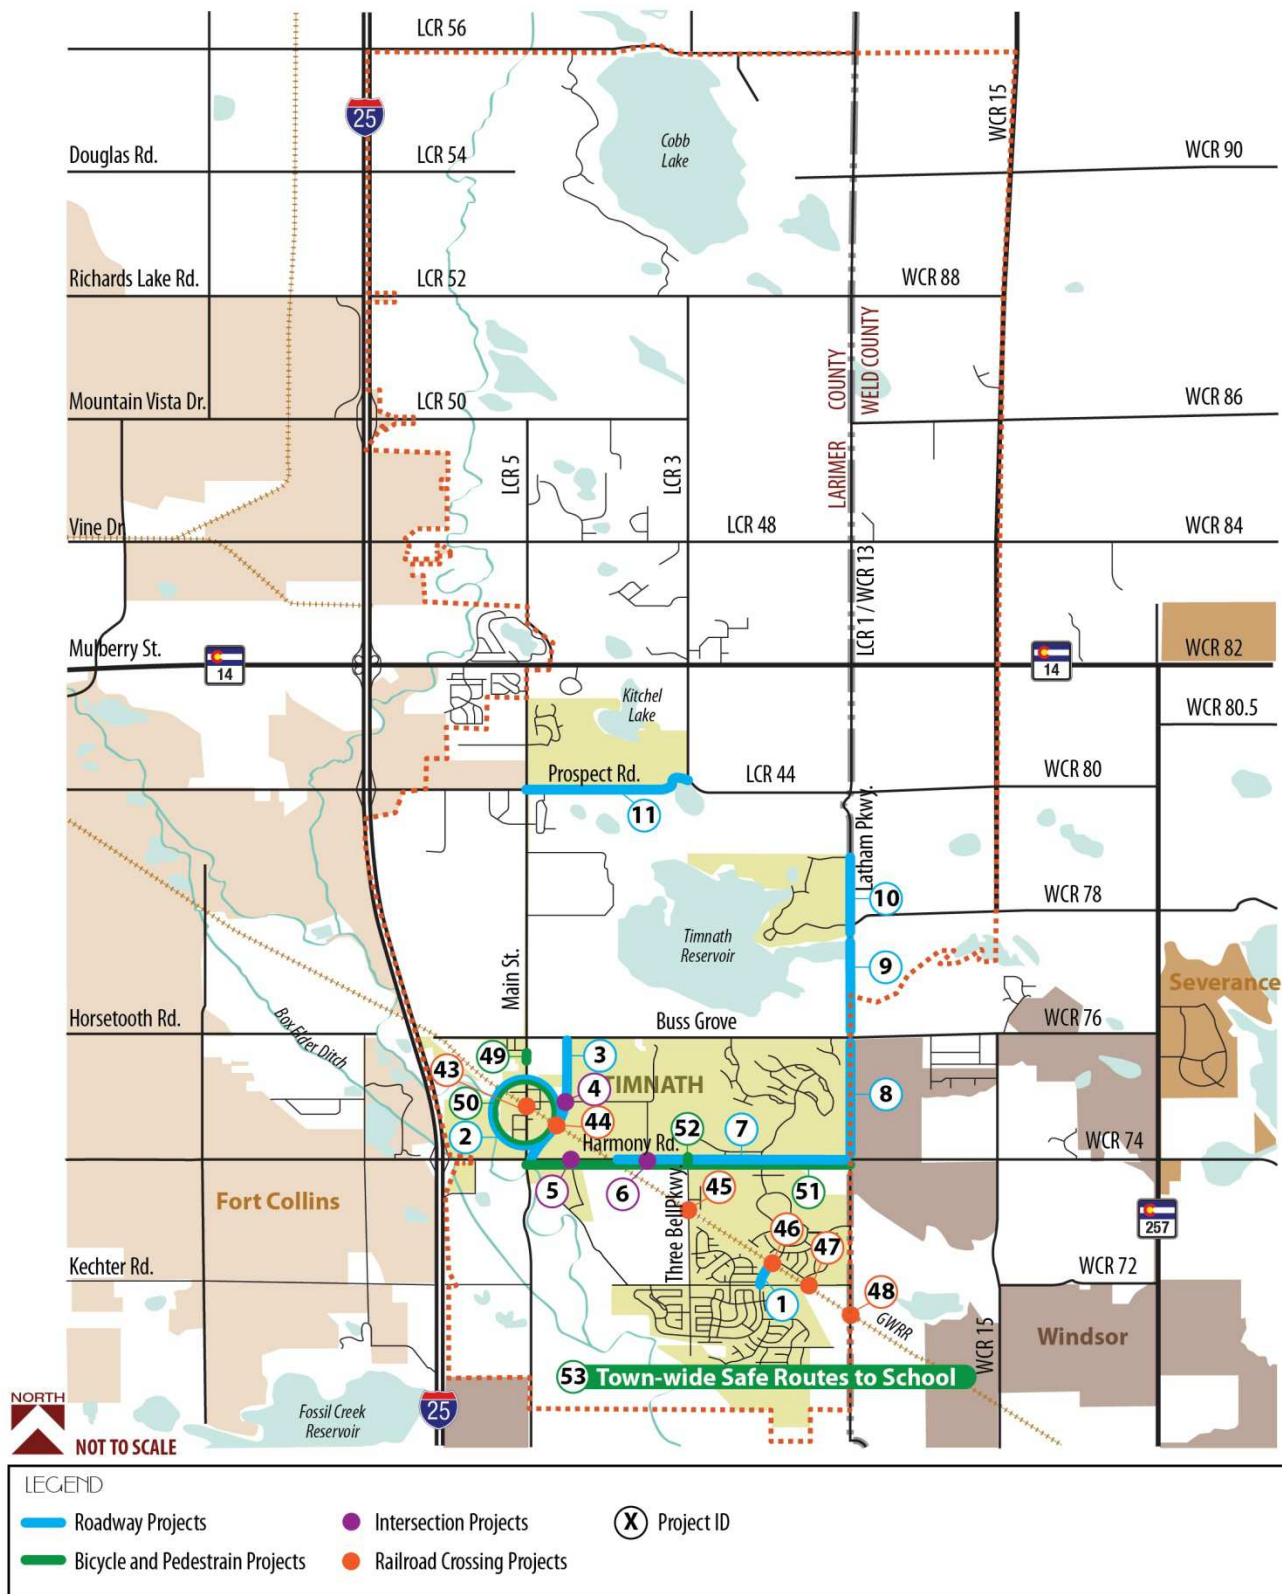 LCR 56
25
WCR 15
Cobb
Lake
Douglas Rd.
LCR 54
WCR 90
Richards Lake Rd.
LCR 52
WCR 88
LARIMER COUNTY
WELD COUNTY
Mountain Vista Dr.
LCR 50
WCR 86
LCR 5
LCR 3
Vine Dr
LCR 48
WCR 84
LCR 1 / WCR 13
Mulberry St.
14
14
WCR 82
Kitchel
Lake
WCR 80.5
Prospect Rd.
LCR 44
WCR 80
11
Latham Pkwy.
10
WCR 78
Timnath
Reservoir
Main St.
9
Severance
Horsetooth Rd.
Box Elder Ditch
Buss Grove
WCR 76
49
3
43
TIMNATH
4
8
50
44
52
7
2
Harmony Rd.
WCR 74
5
6
45
51
Fort Collins
Three Bell Pkwy.
46
47
257
Kechter Rd.
WCR 72
1
48
GWRR
WCR 15
Windsor
53 Town-wide Safe Routes to School
NORTH
25
Fossil Creek
Reservoir
NOT TO SCALE
LEGEND
Roadway Projects
Intersection Projects
X Project ID
Bicycle and Pedestrain Projects
Railroad Crossing Projects